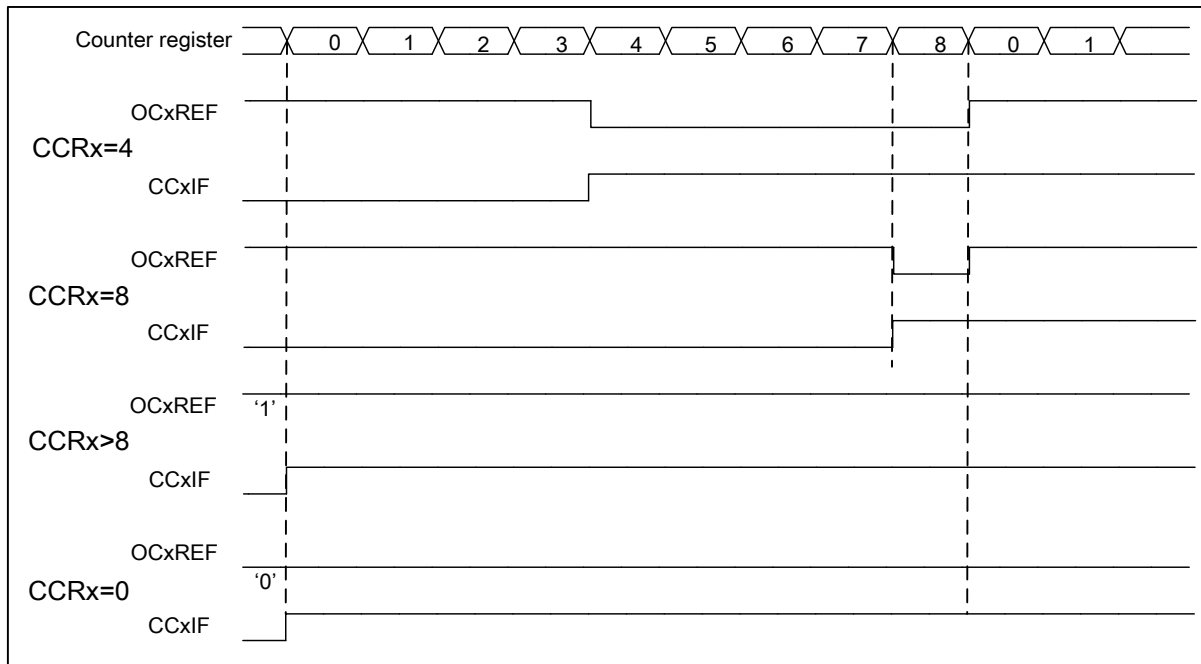 Counter register 0 1 2 3 4 5 6 7 8 0 1
OCxREF
CCRx=4
CCxIF
OCxREF
CCRx=8
CCxIF
OCxREF ‘1’
CCRx>8
CCxIF
OCxREF
‘0’
CCRx=0
CCxIF